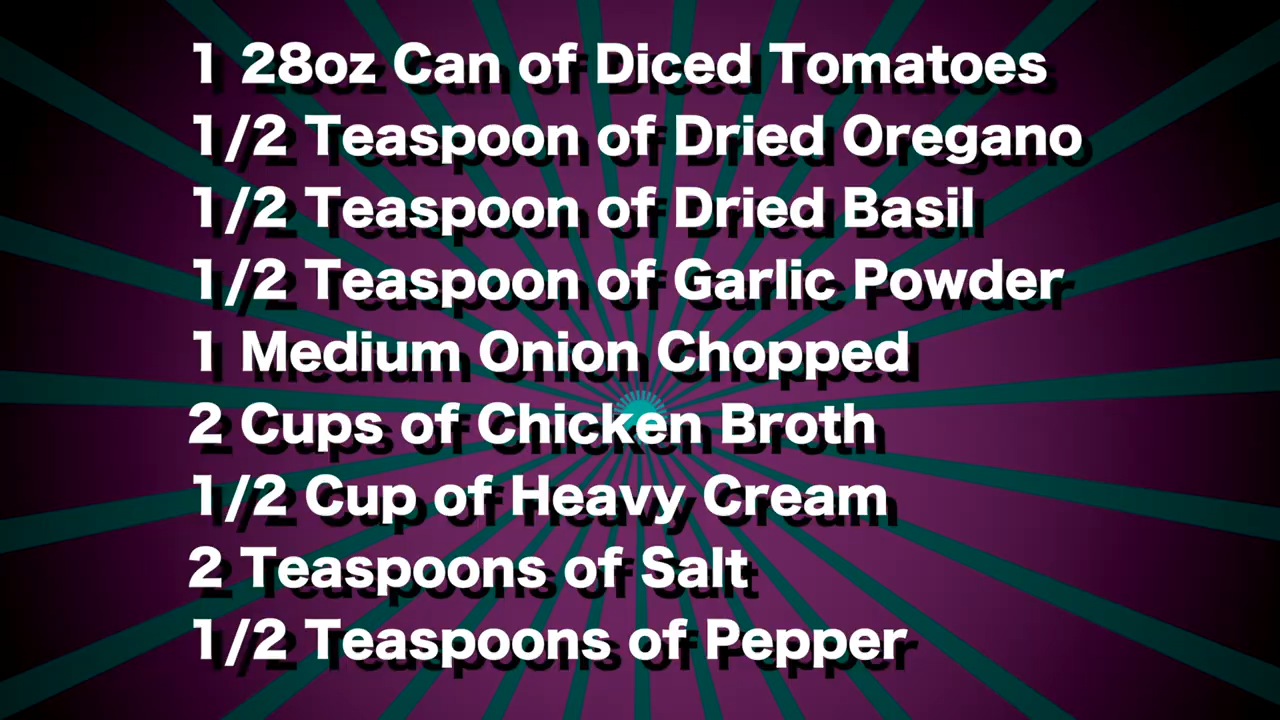 1 28oz Can of Diced Tomatoes
1/2 Teaspoon of Dried Oregano
1/2 Teaspoon of Dried Basil
1/2 Teaspoon of Garlic Powder
1 Medium Onion Chopped
2 Cups of Chicken Broth
1/2 Cup of Heavy Cream
2 Teaspoons of Salt
1/2 Teaspoons of Pepper